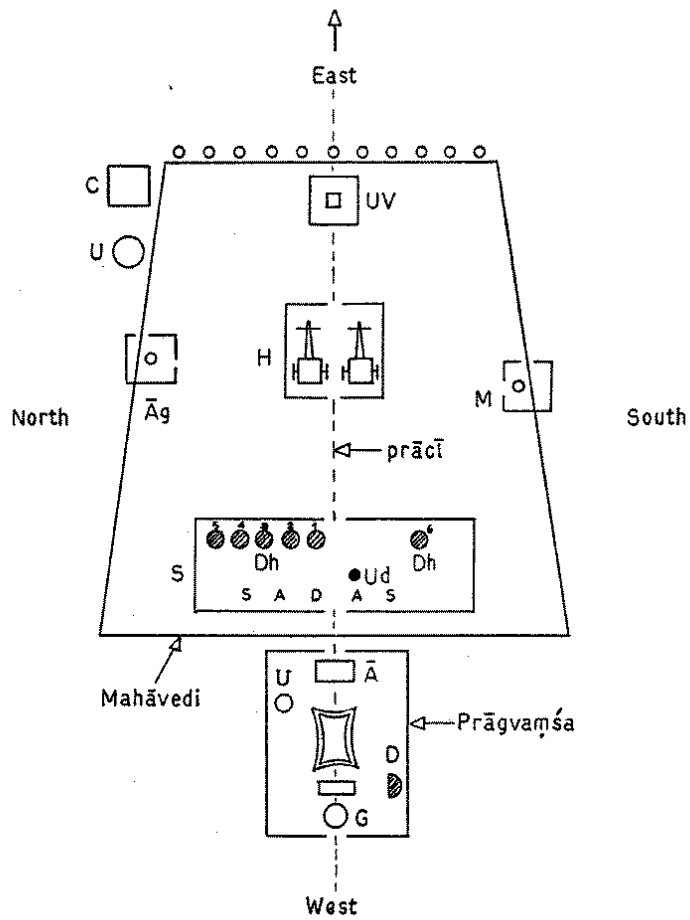 East
C
UV
U
H
Āg
M
North
South
prācī
5 4 3 2 1 6
Dh
Dh
S
Ud
S A D A S
Mahāvedi
U
Ā
Prāgvaṃśa
D
G
West